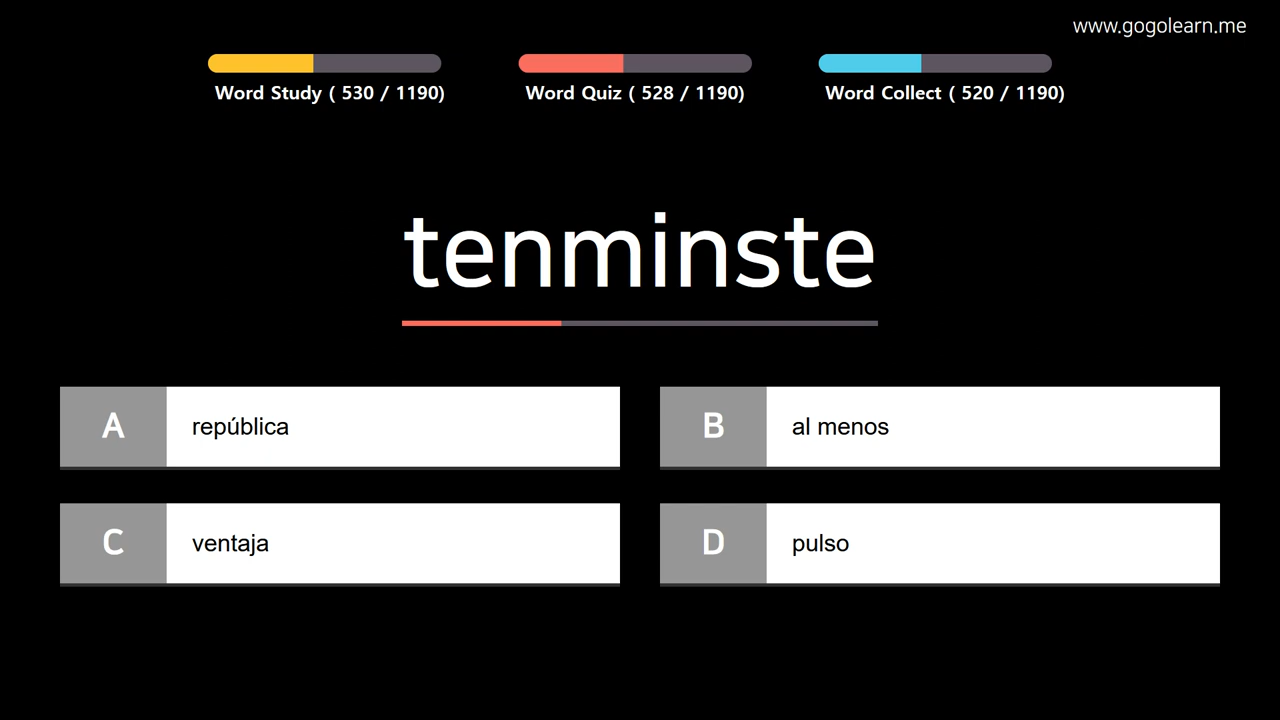 www.gogolearn.me
Word Study ( 530 / 1190)
Word Quiz ( 528 / 1190)
Word Collect ( 520 / 1190)
tenminste
A
república
B
al menos
C
ventaja
D
pulso